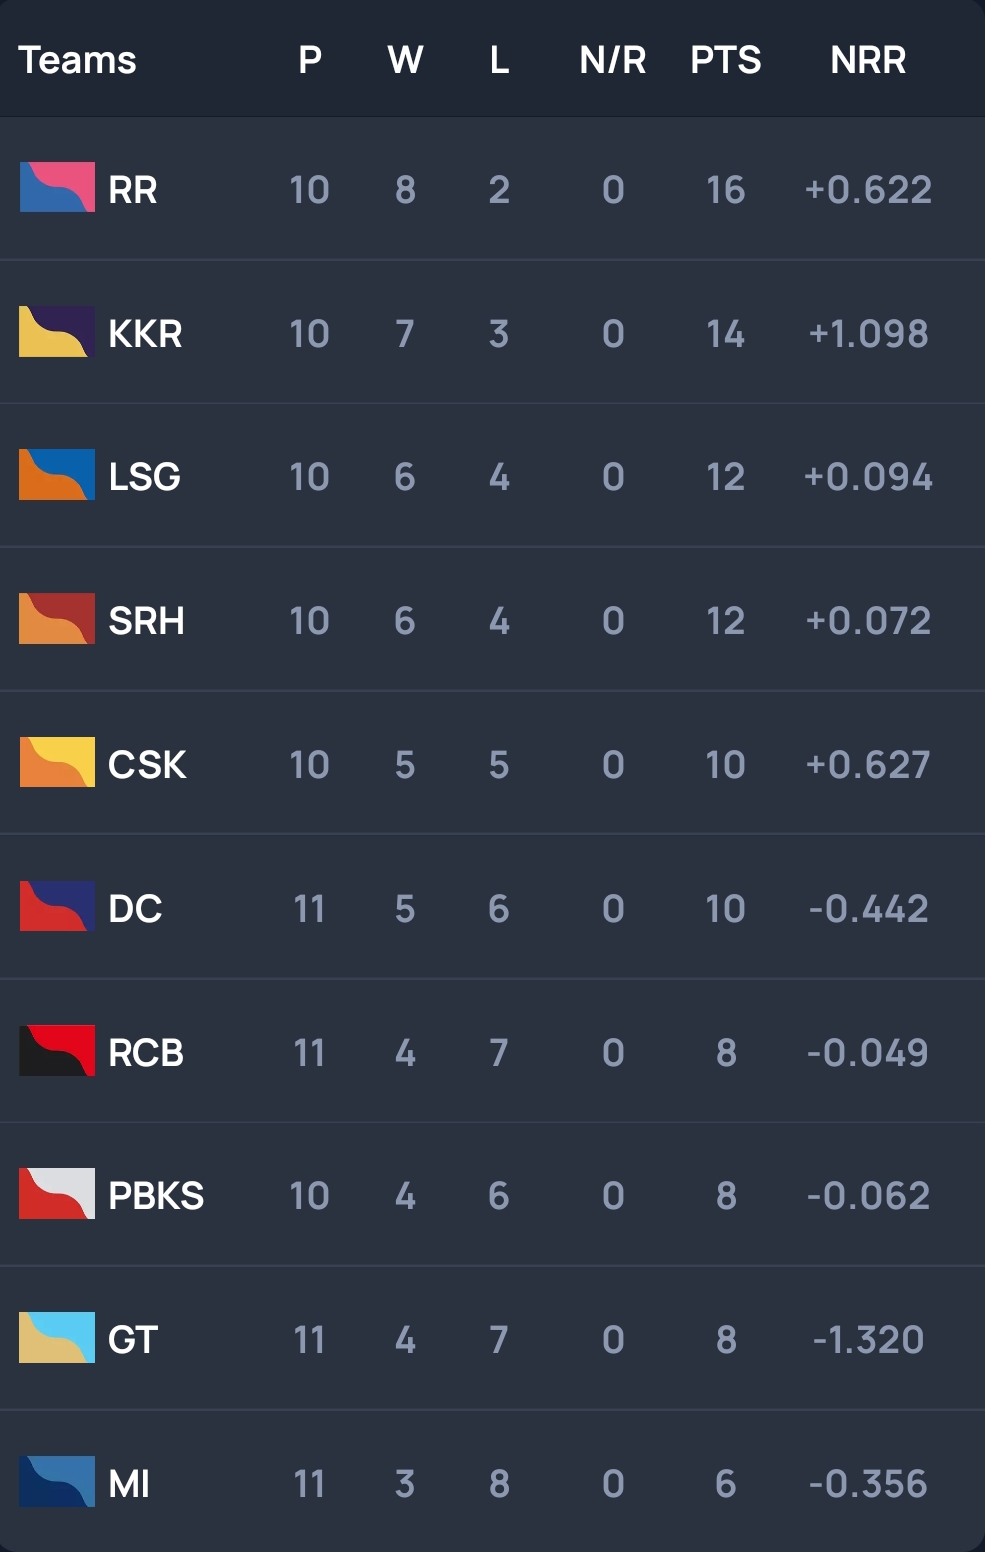 Teams P W L N/R PTS NRR
RR 10 8 2 0 16 +0.622
KKR 10 7 3 0 14 +1.098
LSG 10 6 4 0 12 +0.094
SRH 10 6 4 0 12 +0.072
CSK 10 5 5 0 10 +0.627
DC 11 5 6 0 10 -0.442
RCB 11 4 7 0 8 -0.049
PBKS 10 4 6 0 8 -0.062
GT 11 4 7 0 8 -1.320
MI 11 3 8 0 6 -0.356